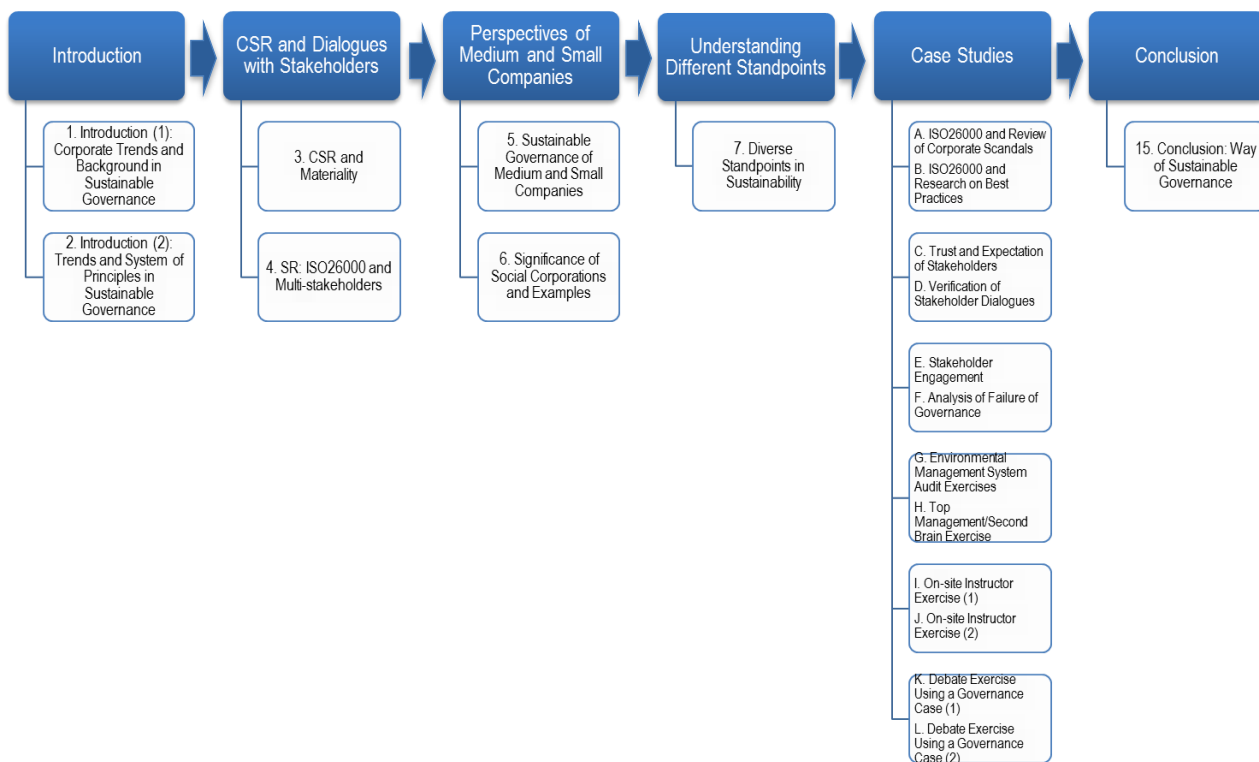 Introduction
CSR and Dialogues
with Stakeholders
Perspectives of
Medium and Small
Companies
Understanding
Different Standpoints
Case Studies
Conclusion
1. Introduction (1):
Corporate Trends and
Background in
Sustainable
Governance
2. Introduction (2):
Trends and System of
Principles in
Sustainable
Governance
3. CSR and
Materiality
4. SR: ISO26000 and
Multi-stakeholders
5. Sustainable
Governance of
Medium and Small
Companies
6. Significance of
Social Corporations
and Examples
7. Diverse
Standpoints in
Sustainability
A. ISO26000 and Review
of Corporate Scandals
B. ISO26000 and
Research on Best
Practices
C. Trust and Expectation
of Stakeholders
D. Verification of
Stakeholder Dialogues
E. Stakeholder
Engagement
F. Analysis of Failure of
Governance
G. Environmental
Management System
Audit Exercises
H. Top
Management/Second
Brain Exercise
I. On-site Instructor
Exercise (1)
J. On-site Instructor
Exercise (2)
K. Debate Exercise
Using a Governance
Case (1)
L. Debate Exercise
Using a Governance
Case (2)
15. Conclusion: Way
of Sustainable
Governance